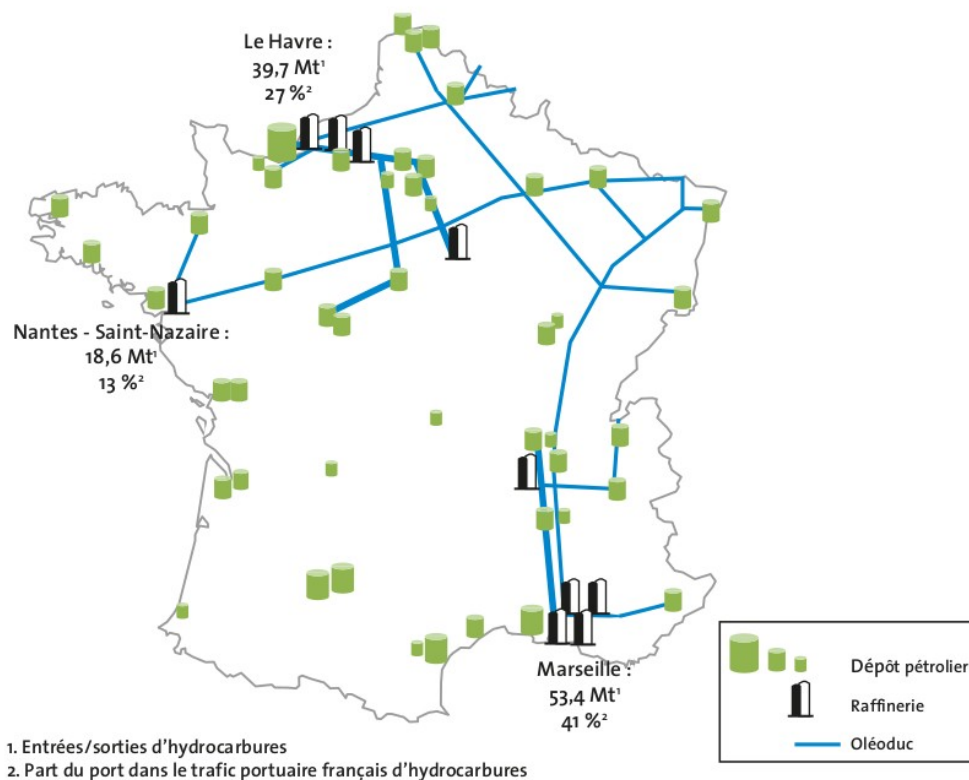 Le Havre :
39,7 Mt¹
27 %²
Nantes - Saint-Nazaire :
18,6 Mt¹
13 %²
Marseille :
53,4 Mt¹
41 %²
Dépôt pétrolier
Raffinerie
Oléoduc
1. Entrées/sorties d’hydrocarbures
2. Part du port dans le trafic portuaire français d’hydrocarbures